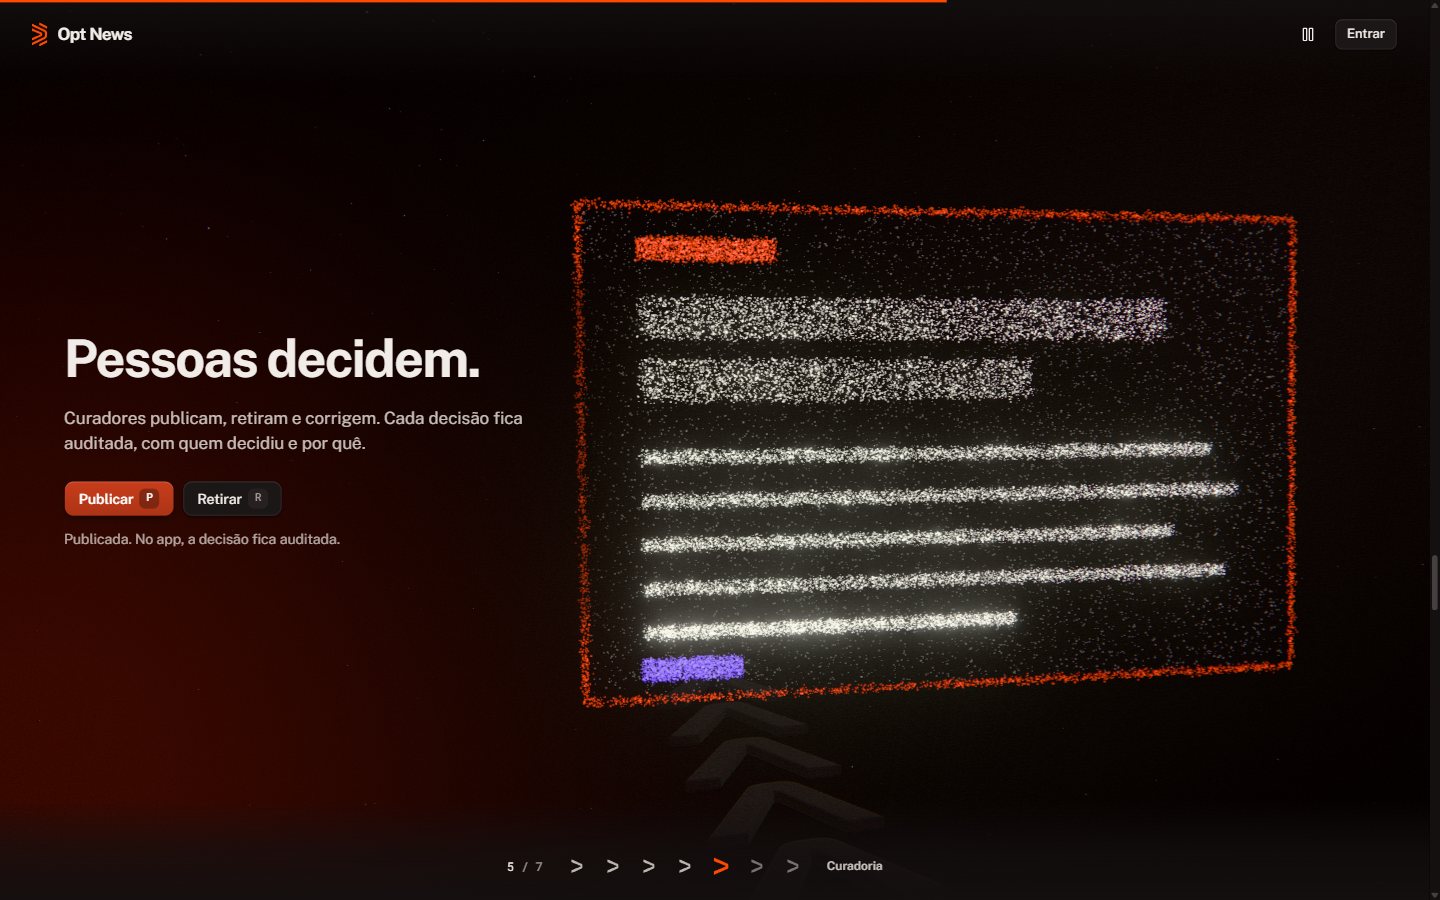 Opt News
Entrar
Pessoas decidem.
Curadores publicam, retiram e corrigem. Cada decisão fica
auditada, com quem decidiu e por quê.
Publicar P
Retirar R
Publicada. No app, a decisão fica auditada.
5 / 7 > > > > > > > Curadoria